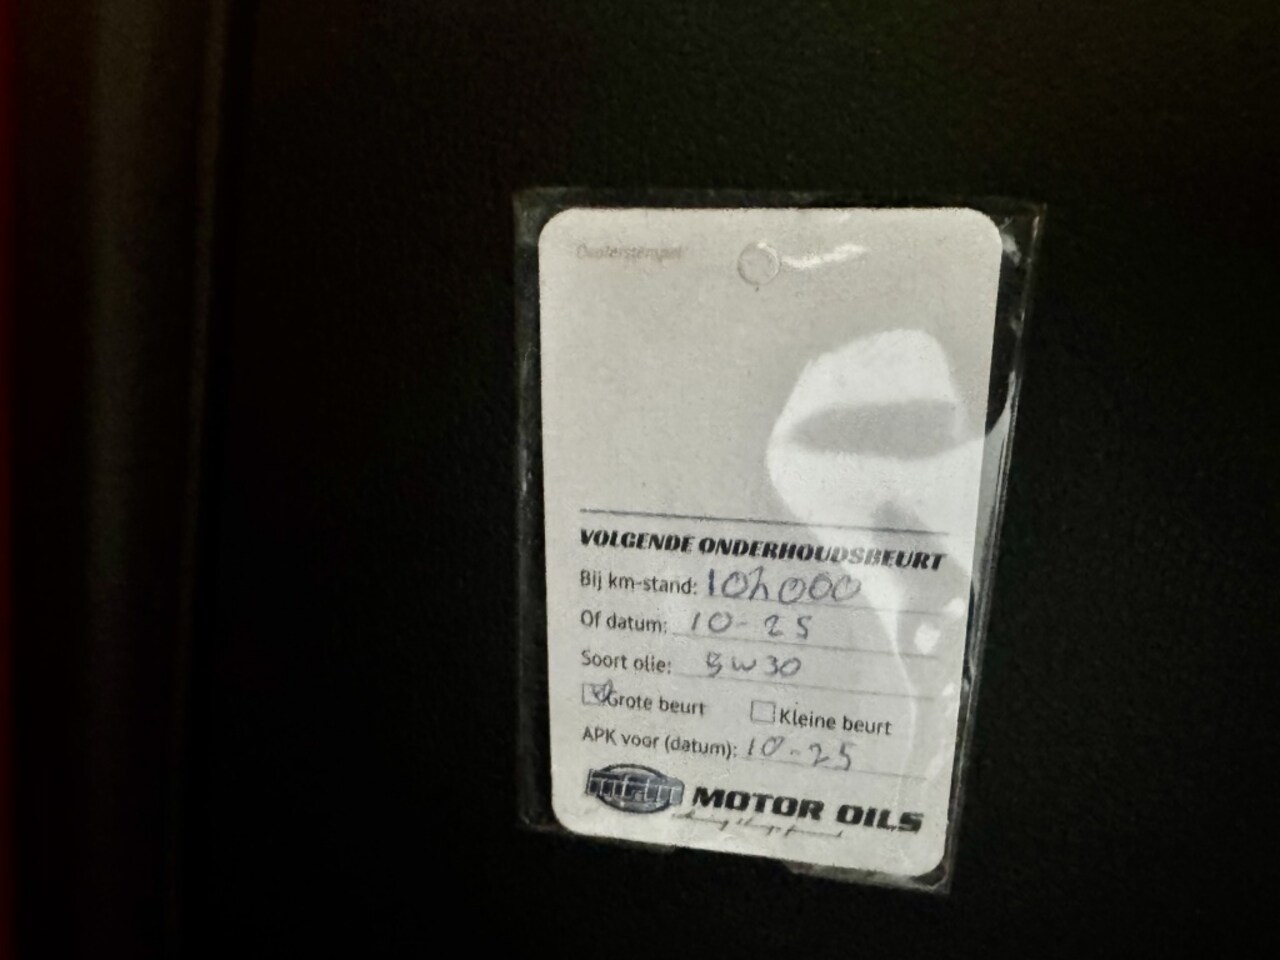 Dealerstempel
VOLGENDE ONDERHOUDSBEURT
Bij km-stand: 102000
Of datum: 10-25
Soort olie: 5W30
Grote beurt Kleine beurt
APK voor (datum): 10-25
MOTOR OILS